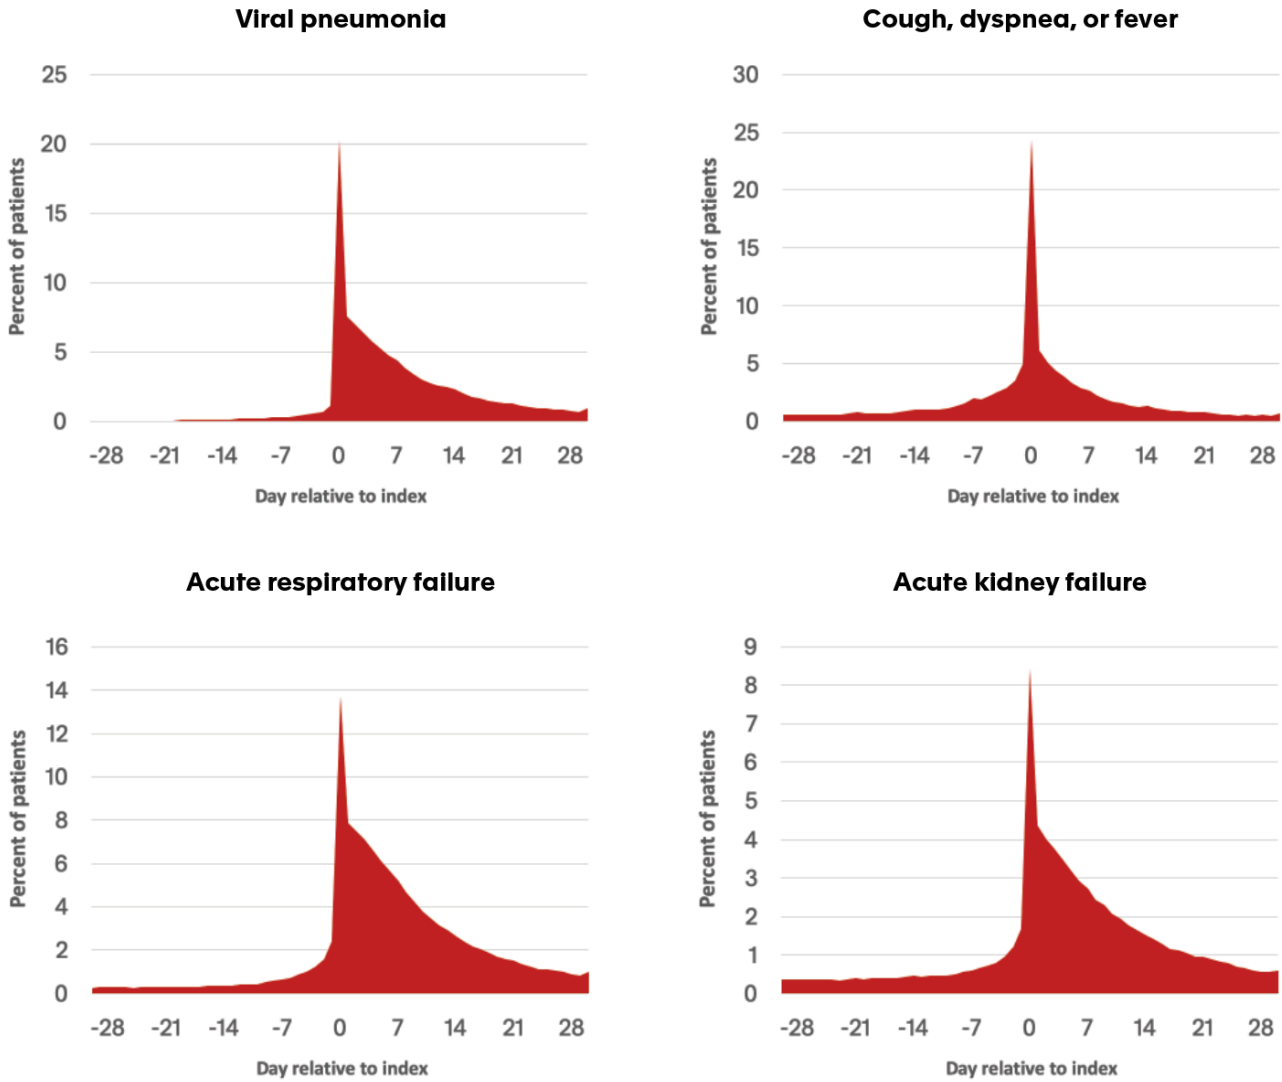 Viral pneumonia
Percent of patients
25
20
15
10
5
0
-28 -21 -14 -7 0 7 14 21 28
Day relative to index
Cough, dyspnea, or fever
Percent of patients
30
25
20
15
10
5
0
-28 -21 -14 -7 0 7 14 21 28
Day relative to index
Acute respiratory failure
Percent of patients
16
14
12
10
8
6
4
2
0
-28 -21 -14 -7 0 7 14 21 28
Day relative to index
Acute kidney failure
Percent of patients
9
8
7
6
5
4
3
2
1
0
-28 -21 -14 -7 0 7 14 21 28
Day relative to index